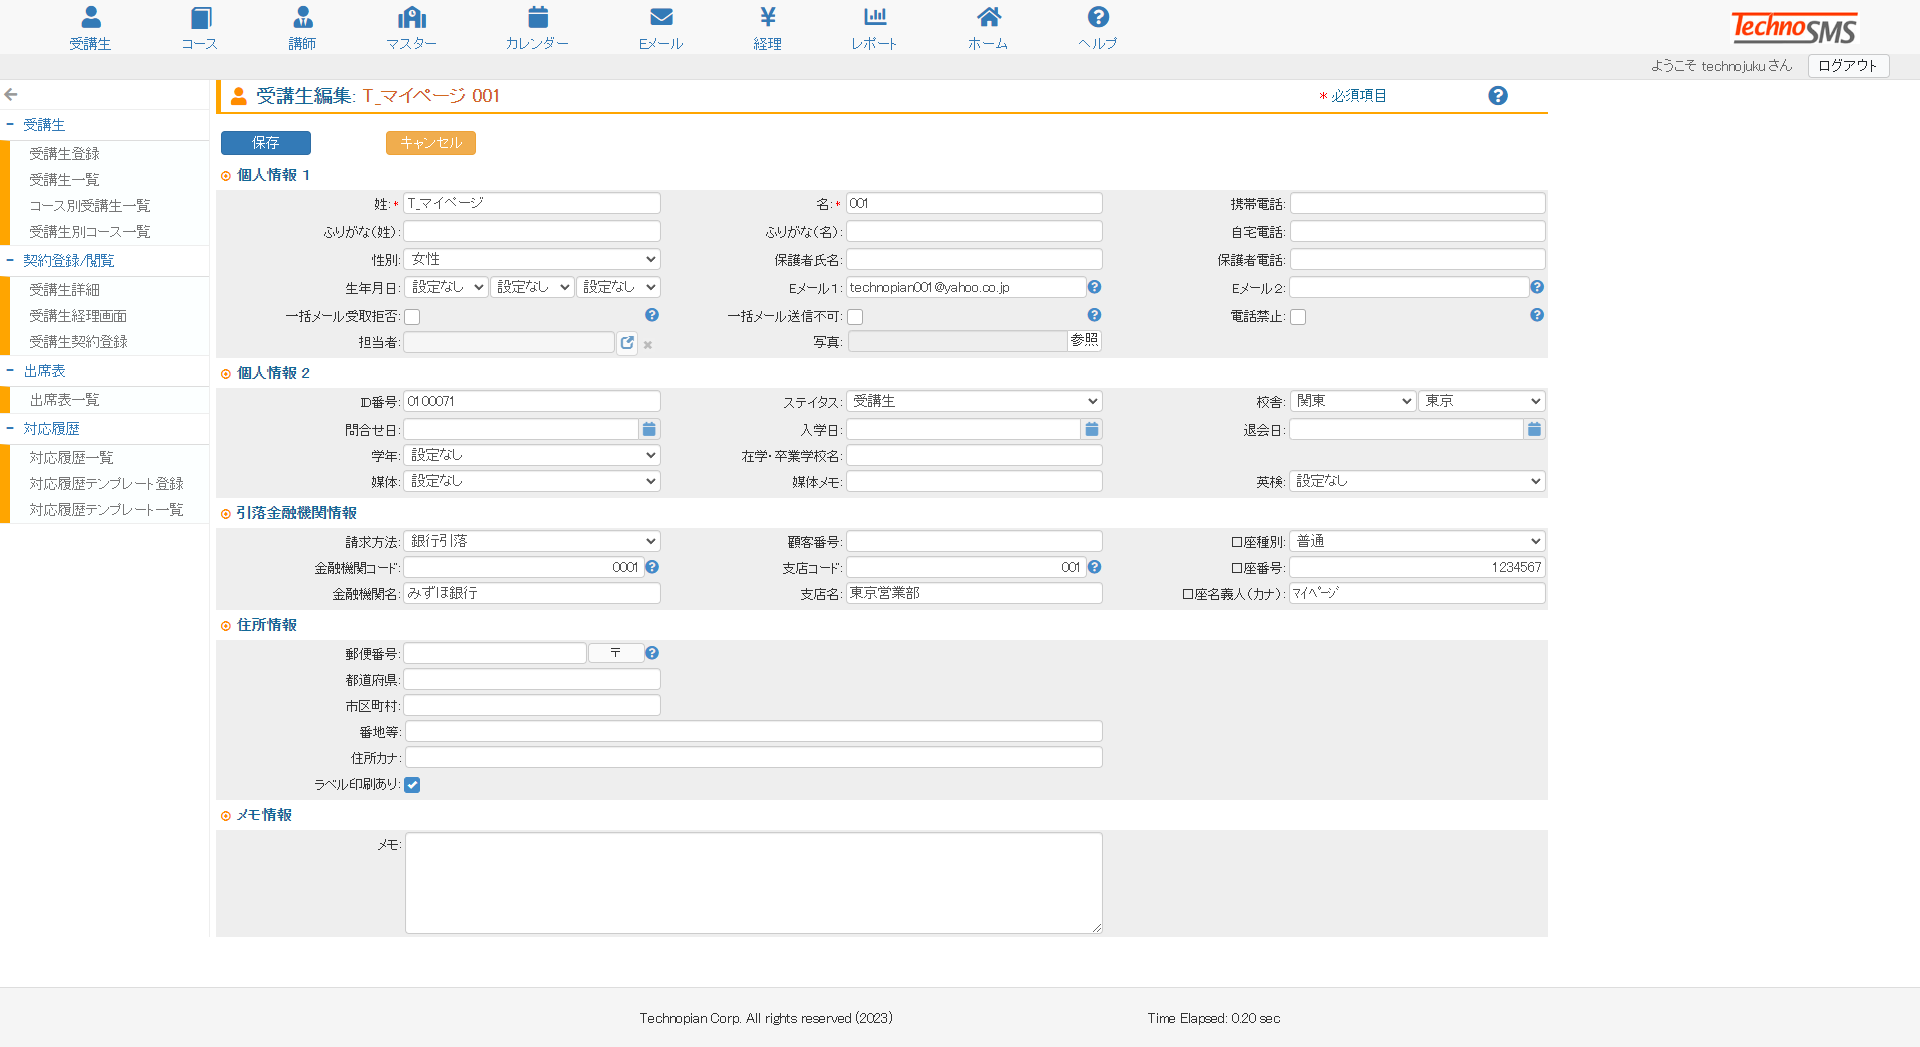 受講生 コース 講師 マスター カレンダー Eメール 経理 レポート ホーム ヘルプ
TechnoSMS
ようこそ technojuku さん ログアウト
受講生
受講生登録
受講生一覧
コース別受講生一覧
受講生別コース一覧
契約登録/閲覧
受講生詳細
受講生経理画面
受講生契約登録
出席表
出席表一覧
対応履歴
対応履歴一覧
対応履歴テンプレート登録
対応履歴テンプレート一覧
受講生編集: T_マイページ 001 * 必須項目
保存 キャンセル
個人情報 1
姓:* T_マイページ 名:* 001 携帯電話:
ふりがな(姓): ふりがな(名): 自宅電話:
性別: 女性 保護者氏名: 保護者電話:
生年月日: 設定なし 設定なし 設定なし Eメール1: technopian001@yahoo.co.jp Eメール2:
一括メール受取拒否: 一括メール送信不可: 電話禁止:
担当者: 写真: 参照
個人情報 2
ID番号: 0100071 ステイタス: 受講生 校舎: 関東 東京
問合せ日: 入学日: 退会日:
学年: 設定なし 在学・卒業学校名:
媒体: 設定なし 媒体メモ: 英検: 設定なし
引落金融機関情報
請求方法: 銀行引落 顧客番号: 口座種別: 普通
金融機関コード: 0001 支店コード: 001 口座番号: 1234567
金融機関名: みずほ銀行 支店名: 東京営業部 口座名義人(カナ): ﾏｲﾍﾟｰｼﾞ
住所情報
郵便番号: 〒
都道府県:
市区町村:
番地等:
住所カナ:
ラベル印刷あり:
メモ情報
メモ:
Technopian Corp. All rights reserved (2023) Time Elapsed: 0.20 sec